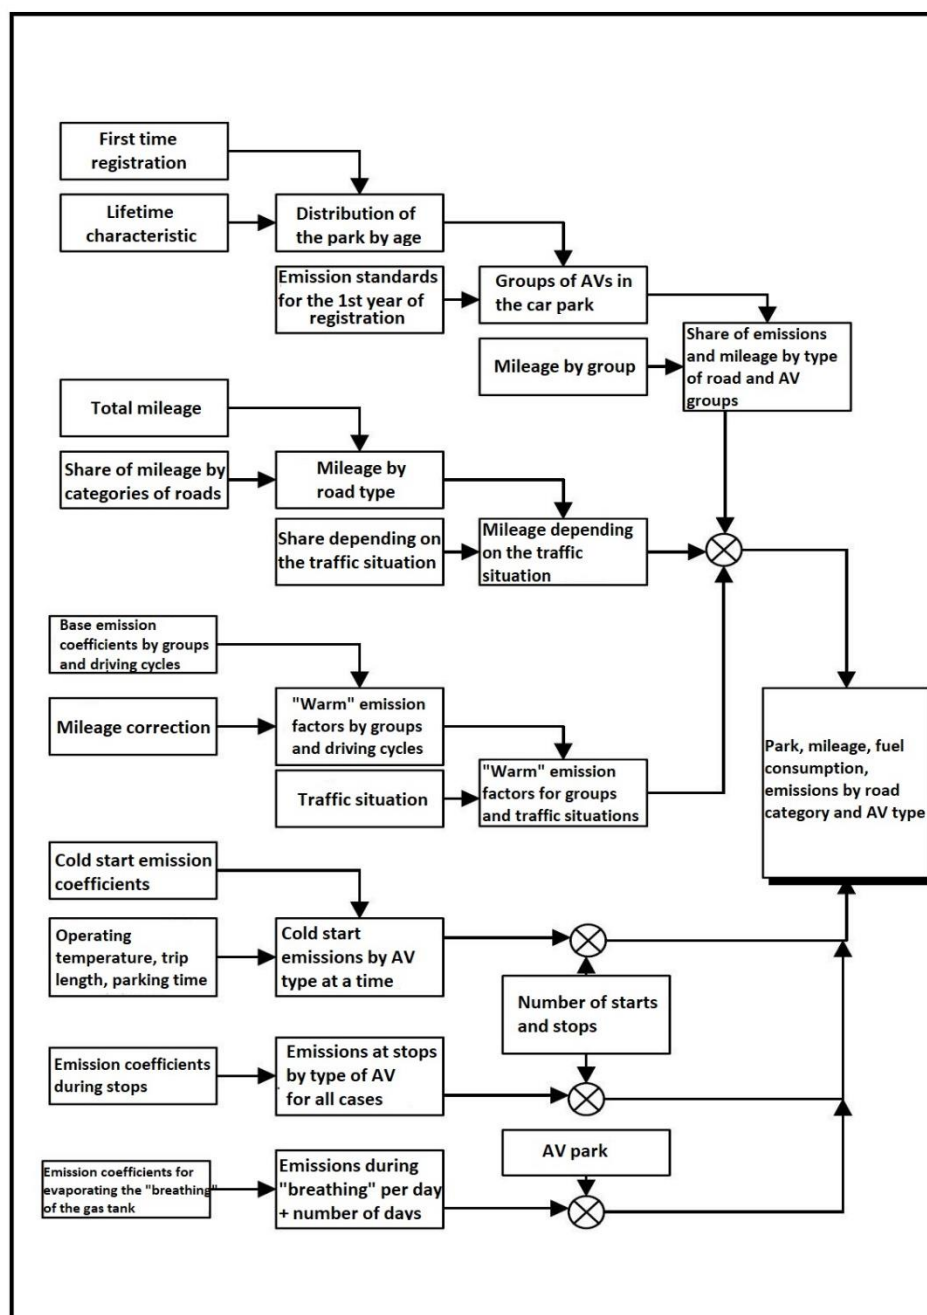 First time
registration
Lifetime
characteristic
Distribution of
the park by age
Emission standards
for the 1st year of
registration
Groups of AVs in
the car park
Mileage by group
Share of emissions
and mileage by type
of road and AV
groups
Total mileage
Share of mileage by
categories of roads
Mileage by
road type
Share depending on
the traffic situation
Mileage depending
on the traffic
situation
Base emission
coefficients by groups
and driving cycles
Mileage correction
"Warm" emission
factors by groups
and driving cycles
Traffic situation
"Warm" emission
factors for groups
and traffic situations
Park, mileage, fuel
consumption,
emissions by road
category and AV type
Cold start emission
coefficients
Operating
temperature, trip
length, parking time
Cold start
emissions by AV
type at a time
Number of starts
and stops
Emission coefficients
during stops
Emissions at stops
by type of AV
for all cases
AV park
Emission coefficients for
evaporating the "breathing"
of the gas tank
Emissions during
"breathing" per day
+ number of days